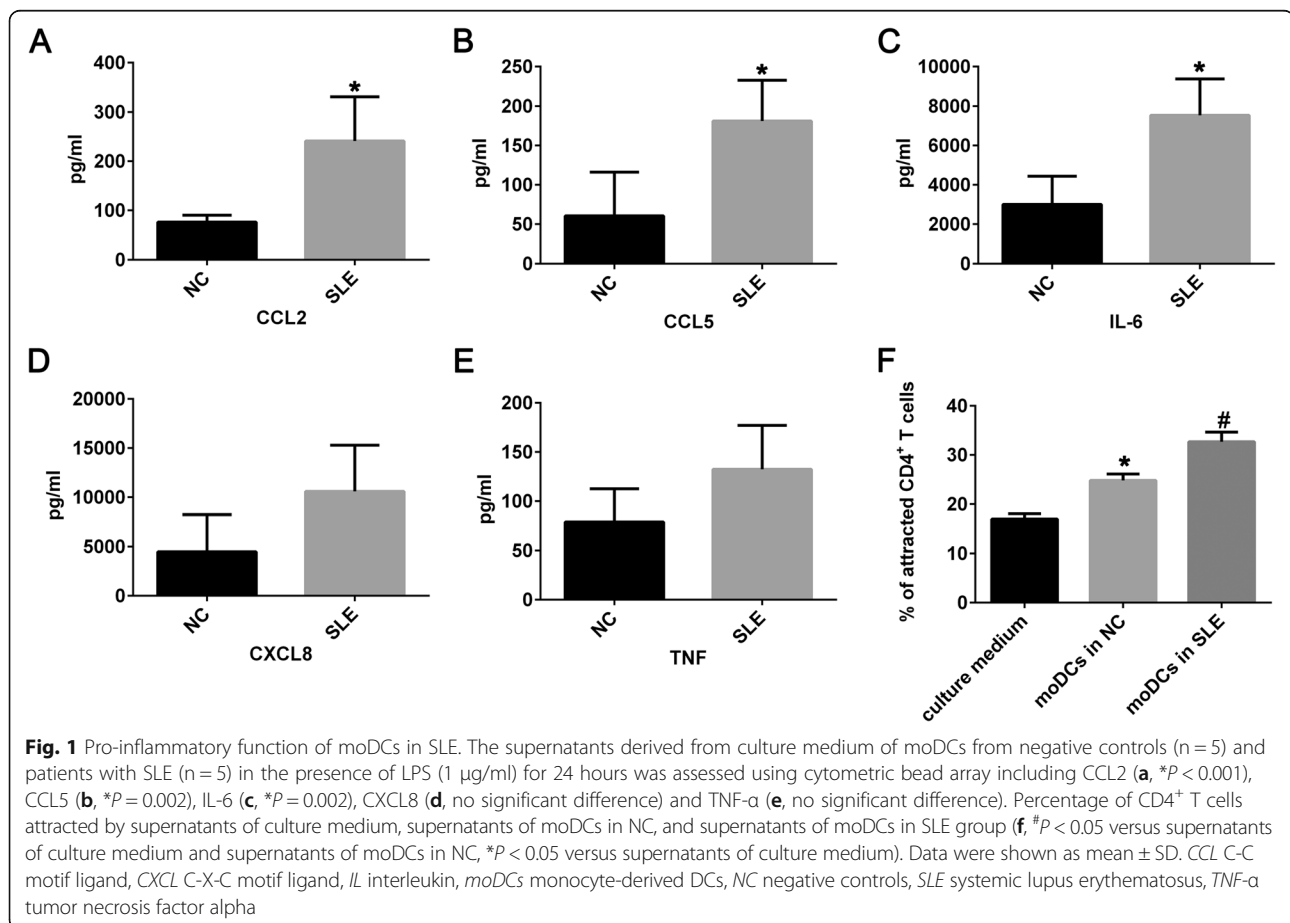 A
400
300
200
100
0
pg/ml
*
NC
SLE
CCL2
B
250
200
150
100
50
0
pg/ml
*
NC
SLE
CCL5
C
10000
8000
6000
4000
2000
0
pg/ml
*
NC
SLE
IL-6
D
20000
15000
10000
5000
0
pg/ml
NC
SLE
CXCL8
E
200
150
100
50
0
pg/ml
NC
SLE
TNF
F
40
30
20
10
0
% of attracted CD4⁺ T cells
*
#
culture medium
moDCs in NC
moDCs in SLE
Fig. 1 Pro-inflammatory function of moDCs in SLE. The supernatants derived from culture medium of moDCs from negative controls (n = 5) and
patients with SLE (n = 5) in the presence of LPS (1 μg/ml) for 24 hours was assessed using cytometric bead array including CCL2 (a, *P < 0.001),
CCL5 (b, *P = 0.002), IL-6 (c, *P = 0.002), CXCL8 (d, no significant difference) and TNF-α (e, no significant difference). Percentage of CD4⁺ T cells
attracted by supernatants of culture medium, supernatants of moDCs in NC, and supernatants of moDCs in SLE group (f, #P < 0.05 versus supernatants
of culture medium and supernatants of moDCs in NC, *P < 0.05 versus supernatants of culture medium). Data were shown as mean ± SD. CCL C-C
motif ligand, CXCL C-X-C motif ligand, IL interleukin, moDCs monocyte-derived DCs, NC negative controls, SLE systemic lupus erythematosus, TNF-α
tumor necrosis factor alpha